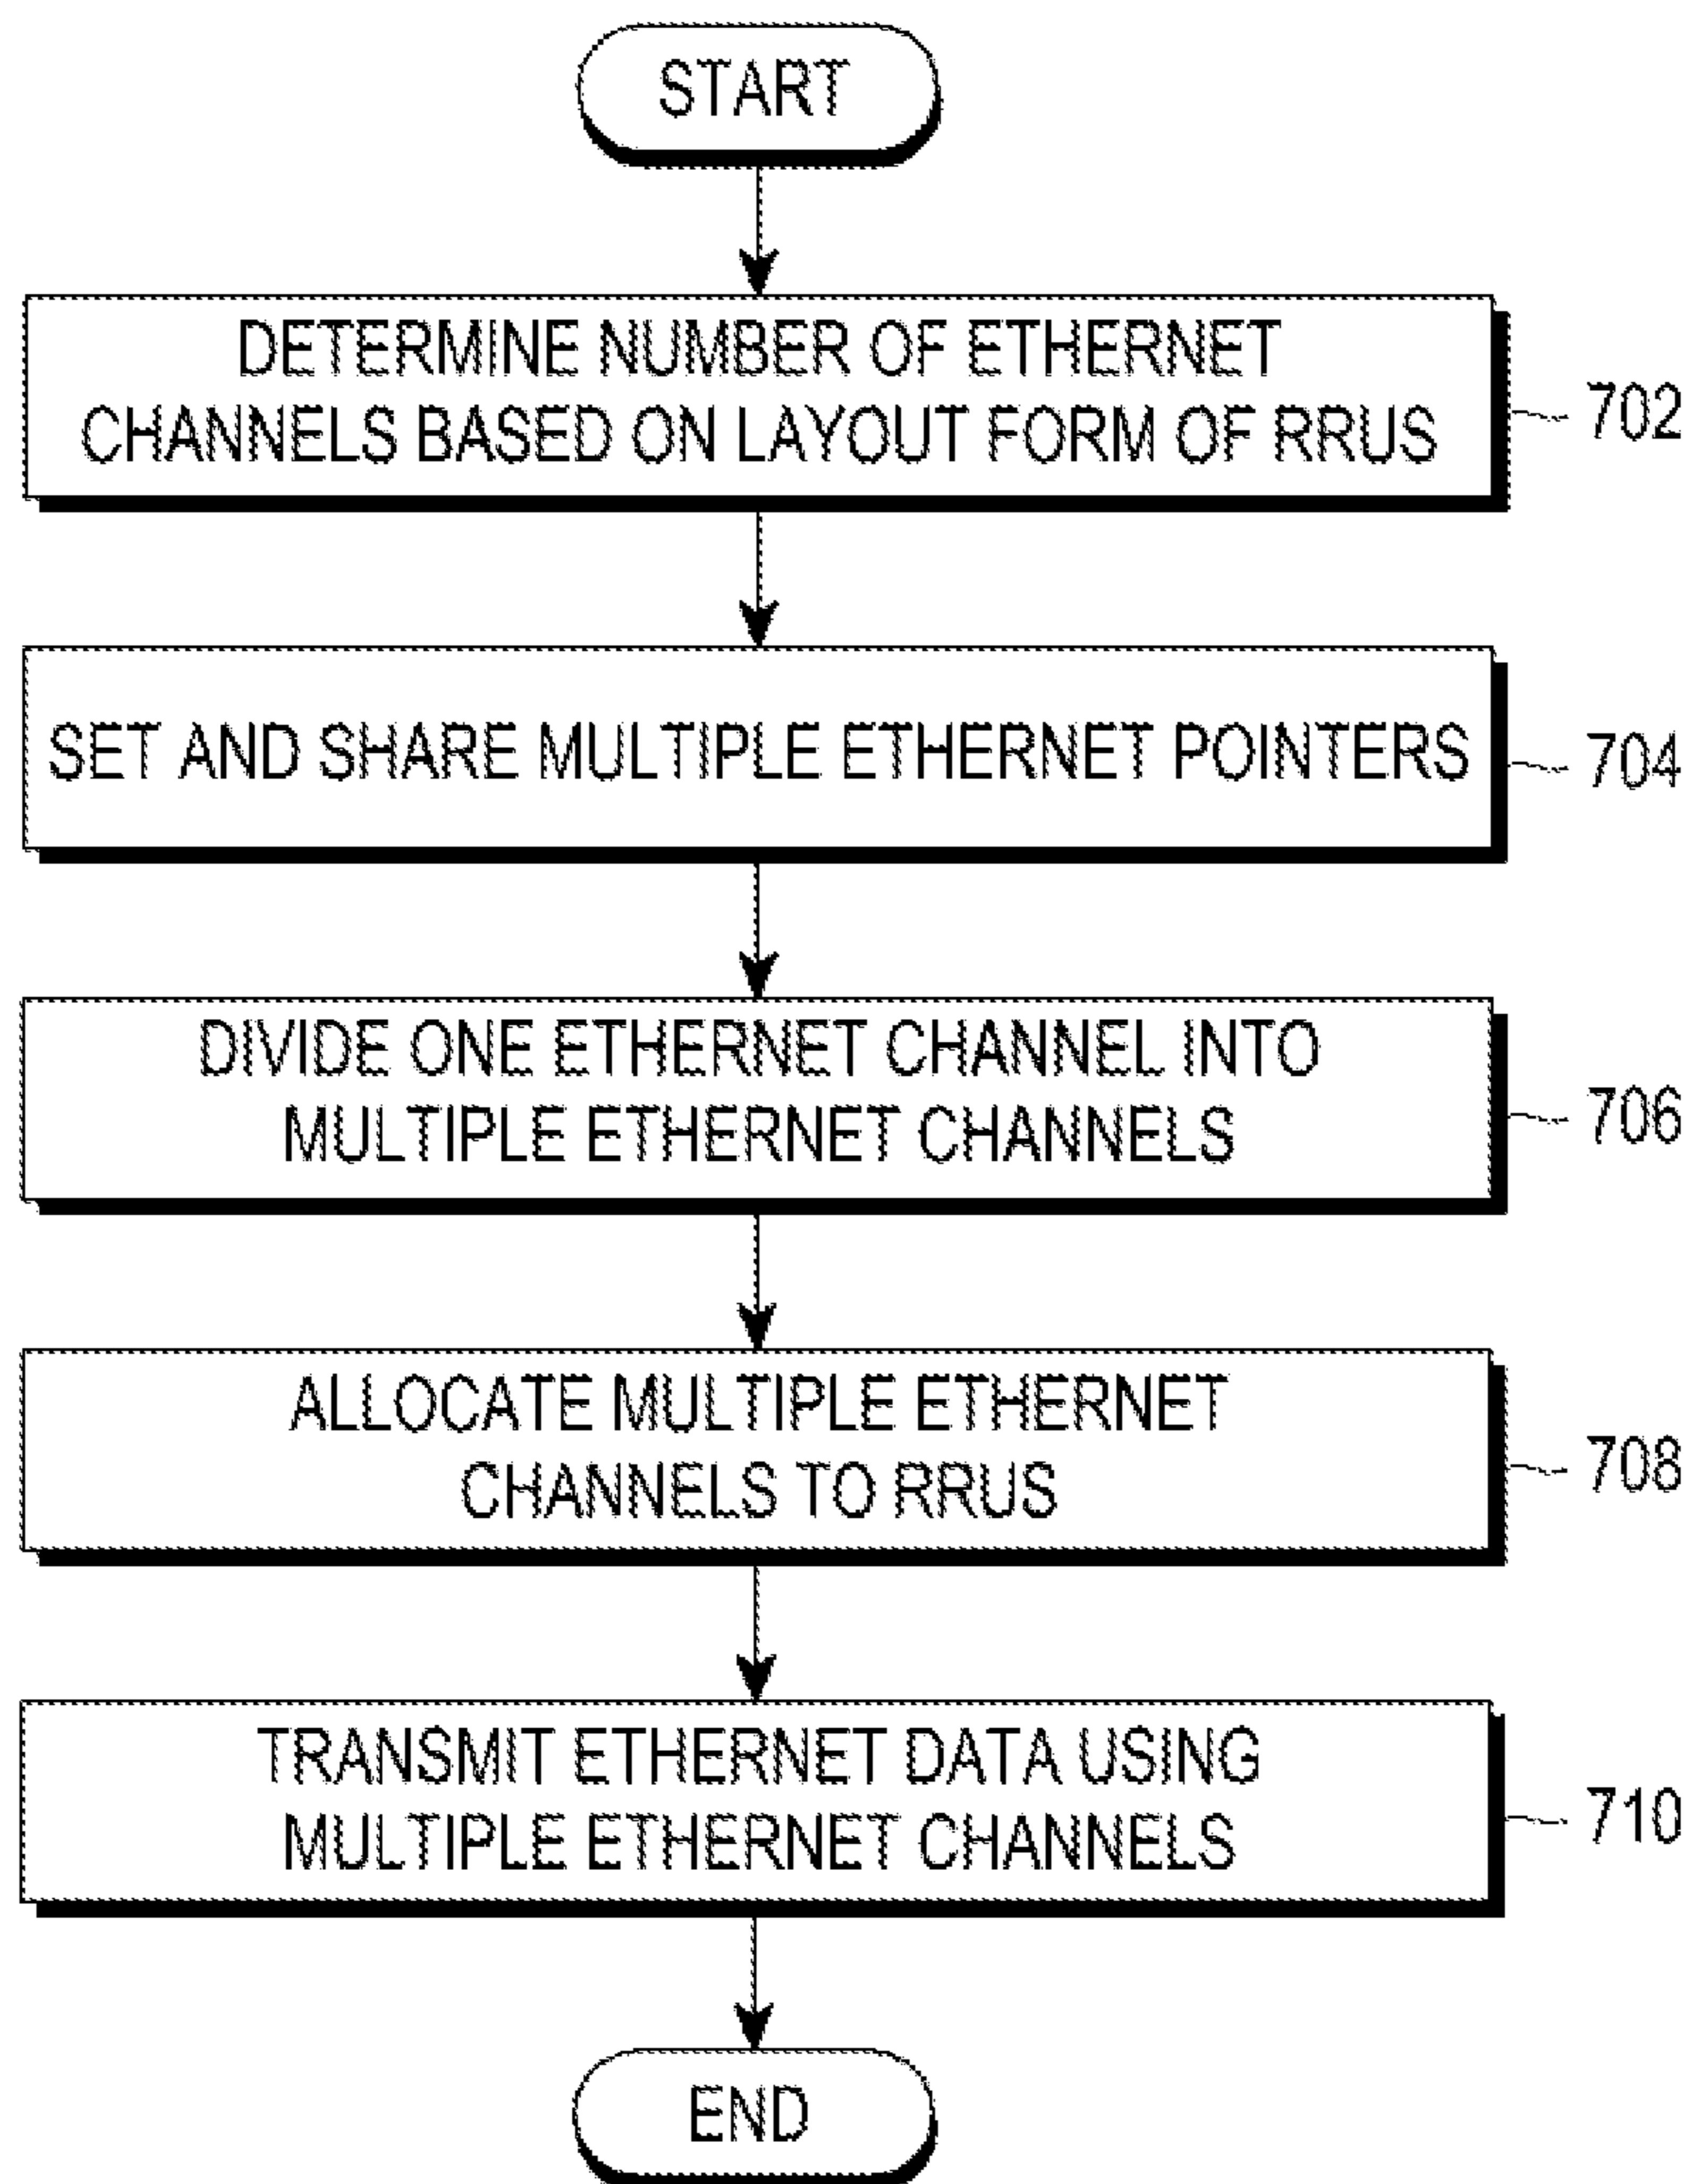 START
DETERMINE NUMBER OF ETHERNET
CHANNELS BASED ON LAYOUT FORM OF RRUS
702
SET AND SHARE MULTIPLE ETHERNET POINTERS
704
DIVIDE ONE ETHERNET CHANNEL INTO
MULTIPLE ETHERNET CHANNELS
706
ALLOCATE MULTIPLE ETHERNET
CHANNELS TO RRUS
708
TRANSMIT ETHERNET DATA USING
MULTIPLE ETHERNET CHANNELS
710
END